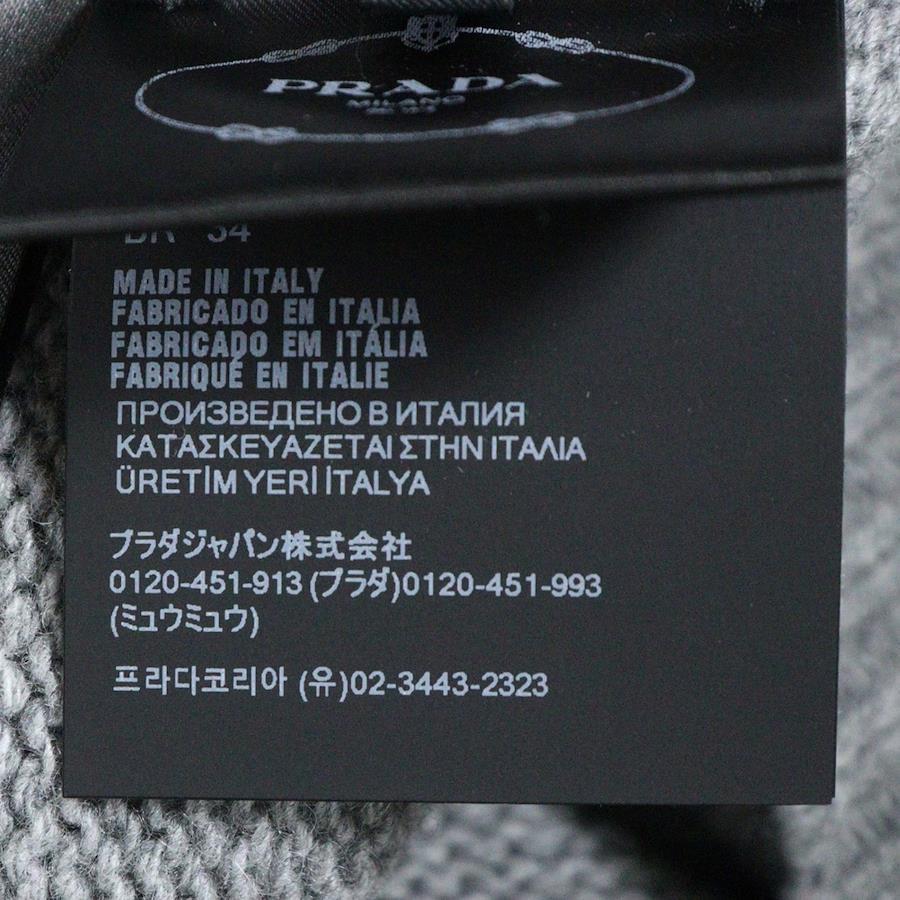 PRADA
MILANO
BR 34
MADE IN ITALY
FABRICADO EN ITALIA
FABRICADO EM ITÁLIA
FABRIQUÉ EN ITALIE
ПРОИЗВЕДЕНО В ИТАЛИЯ
ΚΑΤΑΣΚΕΥΑΖΕΤΑΙ ΣΤΗΝ ΙΤΑΛΙΑ
ÜRETİM YERİ İTALYA
プラダジャパン株式会社
0120-451-913 (プラダ)0120-451-993
(ミュウミュウ)
프라다코리아 (유)02-3443-2323